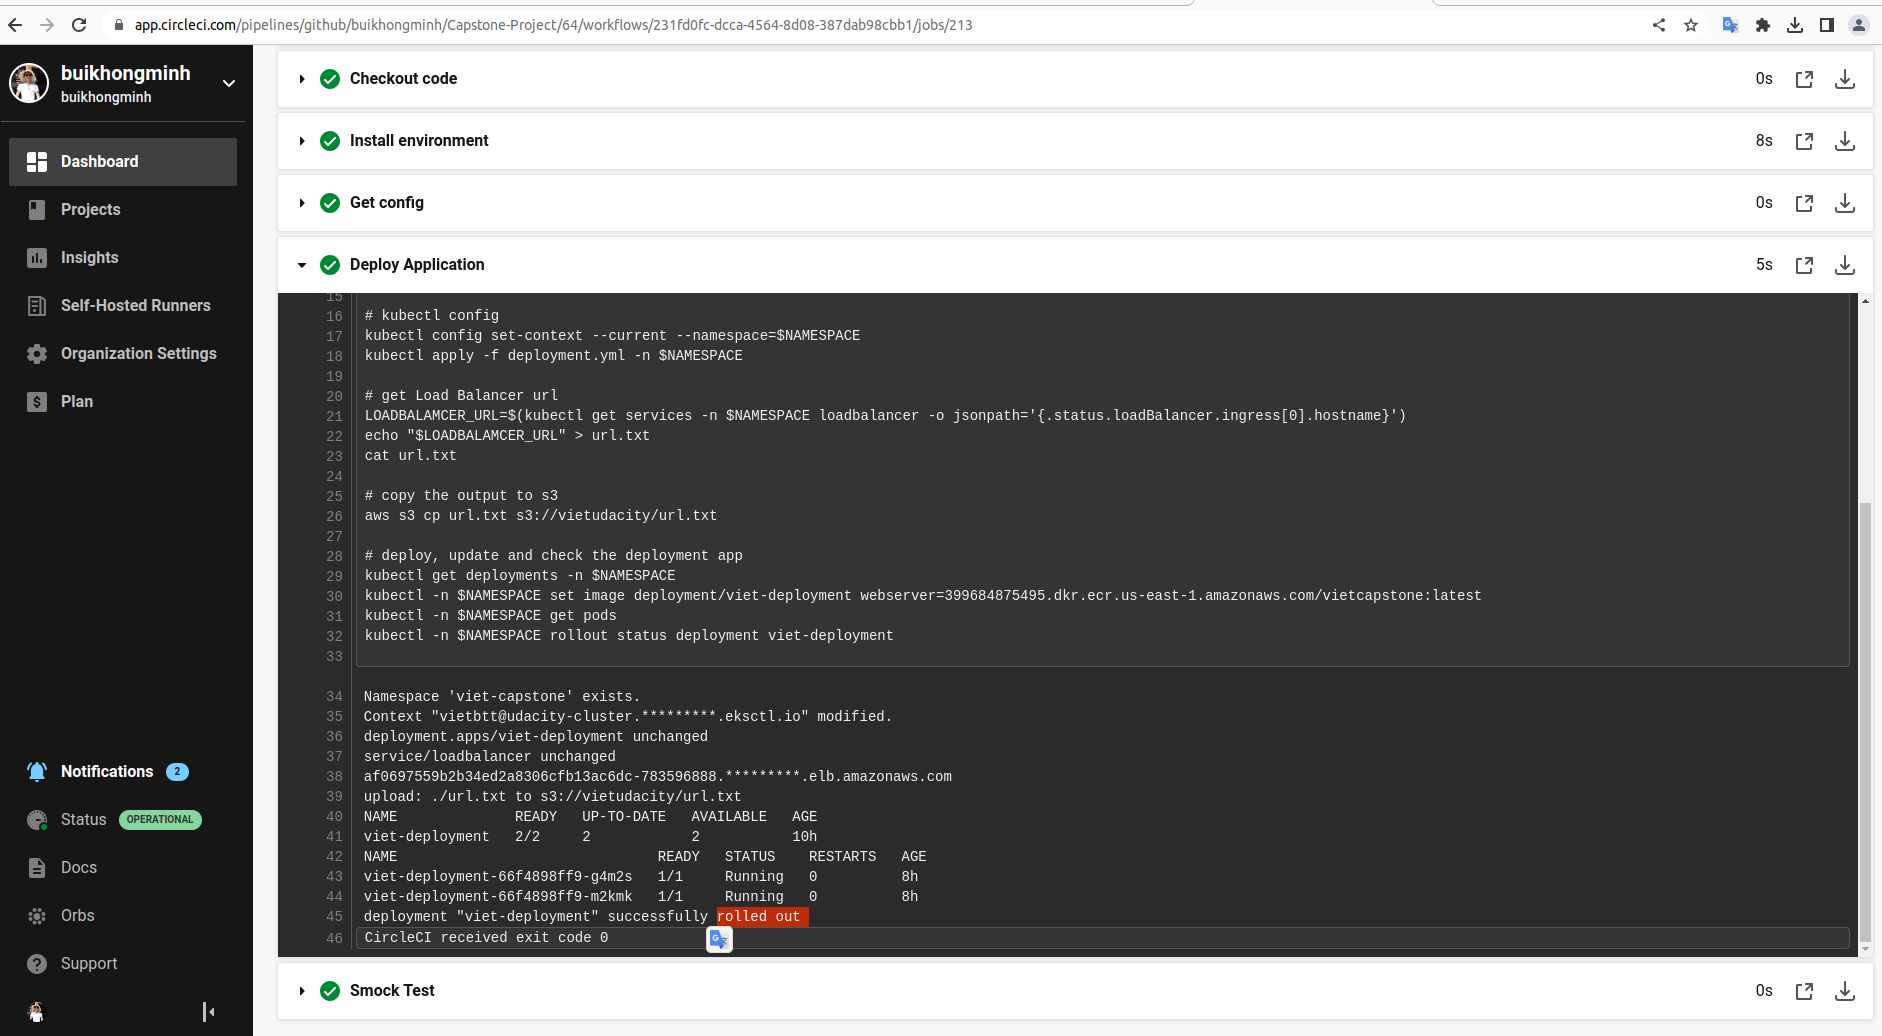 app.circleci.com/pipelines/github/buikhongminh/Capstone-Project/64/workflows/231fd0fc-dcca-4564-8d08-387dab98cbb1/jobs/213
buikhongminh
buikhongminh
Dashboard
Projects
Insights
Self-Hosted Runners
Organization Settings
Plan
Notifications 2
Status OPERATIONAL
Docs
Orbs
Support
Checkout code 0s
Install environment 8s
Get config 0s
Deploy Application 5s
15
16 # kubectl config
17 kubectl config set-context --current --namespace=$NAMESPACE
18 kubectl apply -f deployment.yml -n $NAMESPACE
19
20 # get Load Balancer url
21 LOADBALAMCER_URL=$(kubectl get services -n $NAMESPACE loadbalancer -o jsonpath='{.status.loadBalancer.ingress[0].hostname}')
22 echo "$LOADBALAMCER_URL" > url.txt
23 cat url.txt
24
25 # copy the output to s3
26 aws s3 cp url.txt s3://vietudacity/url.txt
27
28 # deploy, update and check the deployment app
29 kubectl get deployments -n $NAMESPACE
30 kubectl -n $NAMESPACE set image deployment/viet-deployment webserver=399684875495.dkr.ecr.us-east-1.amazonaws.com/vietcapstone:latest
31 kubectl -n $NAMESPACE get pods
32 kubectl -n $NAMESPACE rollout status deployment viet-deployment
33
34 Namespace 'viet-capstone' exists.
35 Context "vietbtt@udacity-cluster.*********.eksctl.io" modified.
36 deployment.apps/viet-deployment unchanged
37 service/loadbalancer unchanged
38 af0697559b2b34ed2a8306cfb13ac6dc-783596888.*********.elb.amazonaws.com
39 upload: ./url.txt to s3://vietudacity/url.txt
40 NAME READY UP-TO-DATE AVAILABLE AGE
41 viet-deployment 2/2 2 2 10h
42 NAME READY STATUS RESTARTS AGE
43 viet-deployment-66f4898ff9-g4m2s 1/1 Running 0 8h
44 viet-deployment-66f4898ff9-m2kmk 1/1 Running 0 8h
45 deployment "viet-deployment" successfully rolled out
46 CircleCI received exit code 0
Smock Test 0s